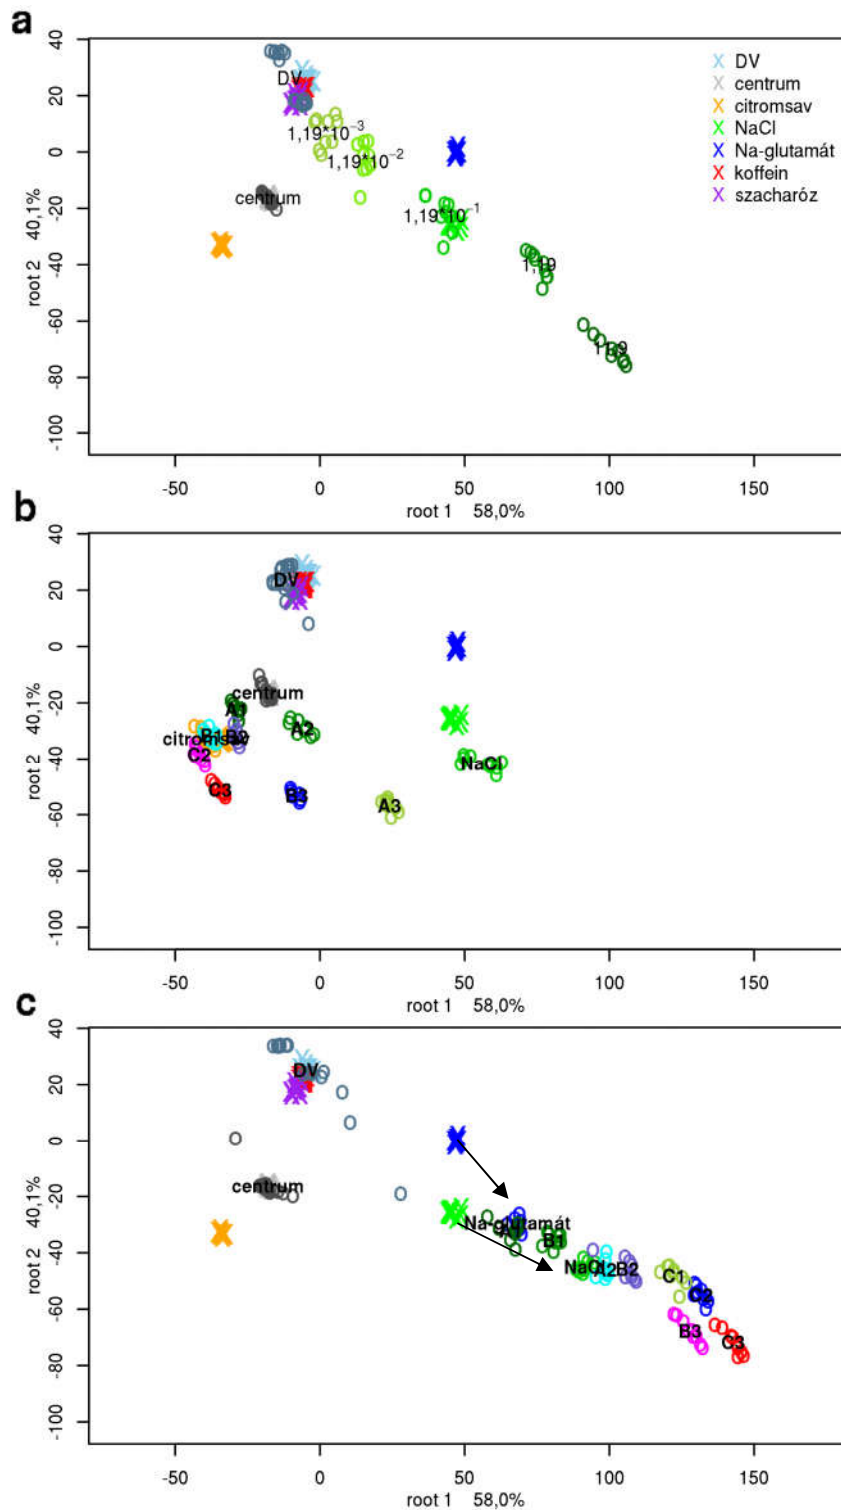 a
40
20
0
-20
-40
-60
-80
-100
root 2 40,1%
DV
1,19*10−3
1,19*10−2
centrum
1,19*10−1
1,19
11,9
X DV
X centrum
X citromsav
X NaCl
X Na-glutamát
X koffein
X szacharóz
-50 0 50 100 150
root 1 58,0%
b
40
20
0
-20
-40
-60
-80
-100
root 2 40,1%
DV
centrum
A1
A2
citromsav
B1
B2
C2
NaCl
C3
B3
A3
-50 0 50 100 150
root 1 58,0%
c
40
20
0
-20
-40
-60
-80
-100
root 2 40,1%
DV
centrum
Na-glutamát
B1
NaCl
A2
B2
C1
C2
B3
C3
-50 0 50 100 150
root 1 58,0%